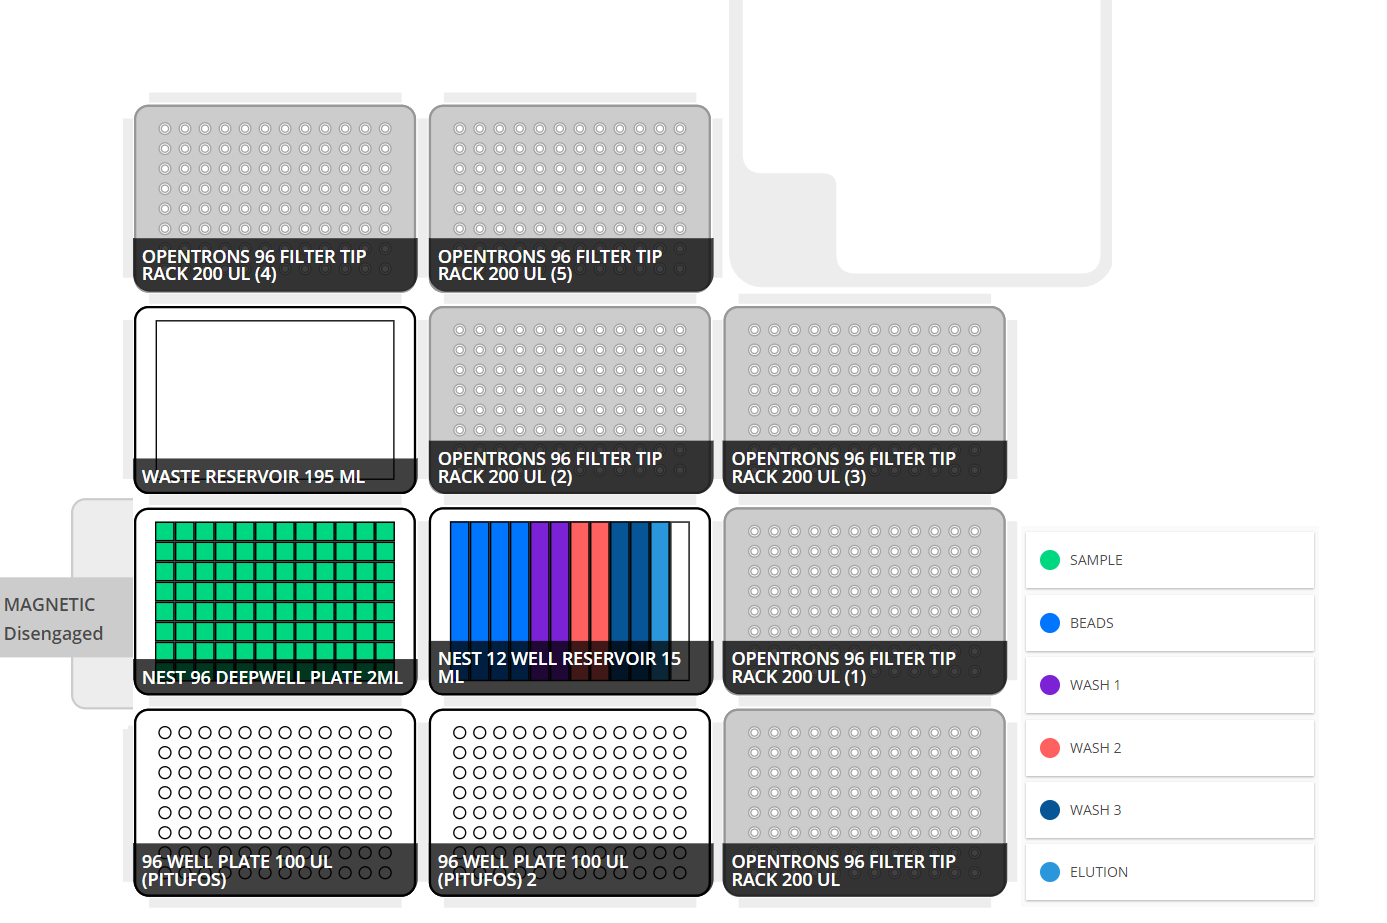 OPENTRONS 96 FILTER TIP
RACK 200 UL (4)
OPENTRONS 96 FILTER TIP
RACK 200 UL (5)
WASTE RESERVOIR 195 ML
OPENTRONS 96 FILTER TIP
RACK 200 UL (2)
OPENTRONS 96 FILTER TIP
RACK 200 UL (3)
MAGNETIC
Disengaged
NEST 96 DEEPWELL PLATE 2ML
NEST 12 WELL RESERVOIR 15
ML
OPENTRONS 96 FILTER TIP
RACK 200 UL (1)
96 WELL PLATE 100 UL
(PITUFOS)
96 WELL PLATE 100 UL
(PITUFOS) 2
OPENTRONS 96 FILTER TIP
RACK 200 UL
SAMPLE
BEADS
WASH 1
WASH 2
WASH 3
ELUTION